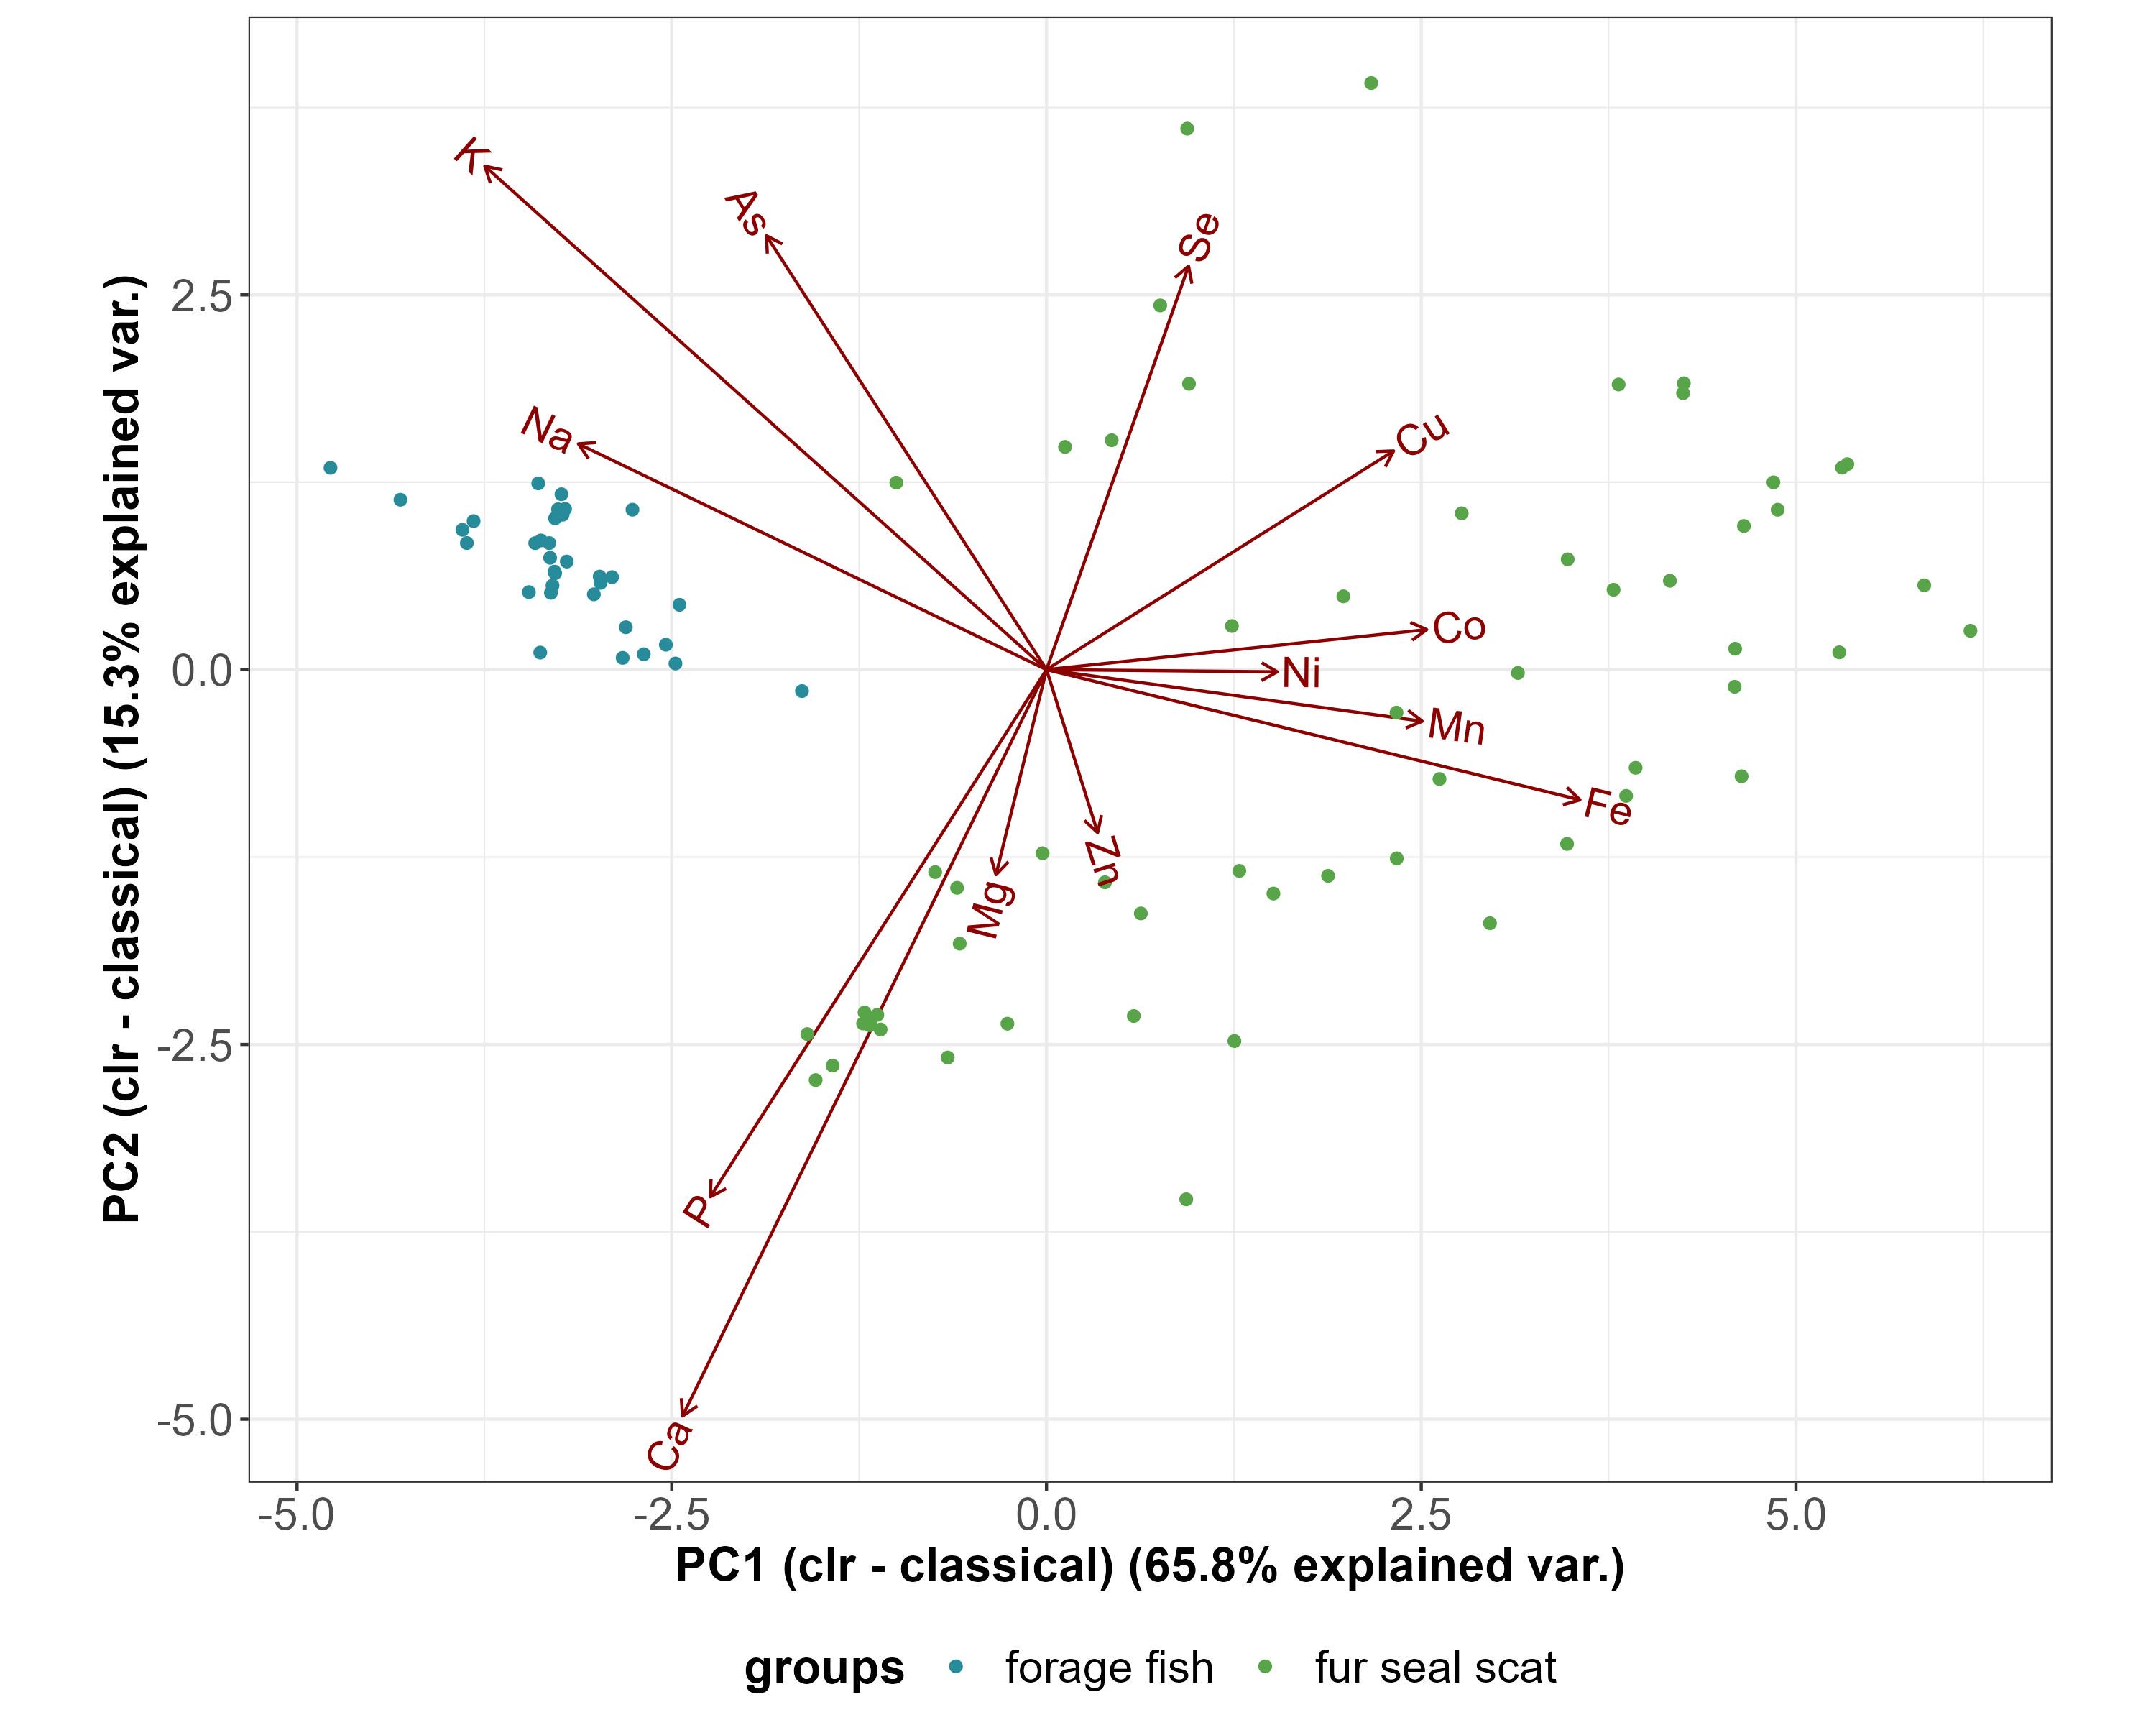 K
As
Se
2.5
Na
Cu
Co
0.0
Ni
Mn
Fe
Zn
Mg
-2.5
P
-5.0
Ca
PC2 (clr - classical) (15.3% explained var.)
-5.0 -2.5 0.0 2.5 5.0
PC1 (clr - classical) (65.8% explained var.)
groups forage fish fur seal scat